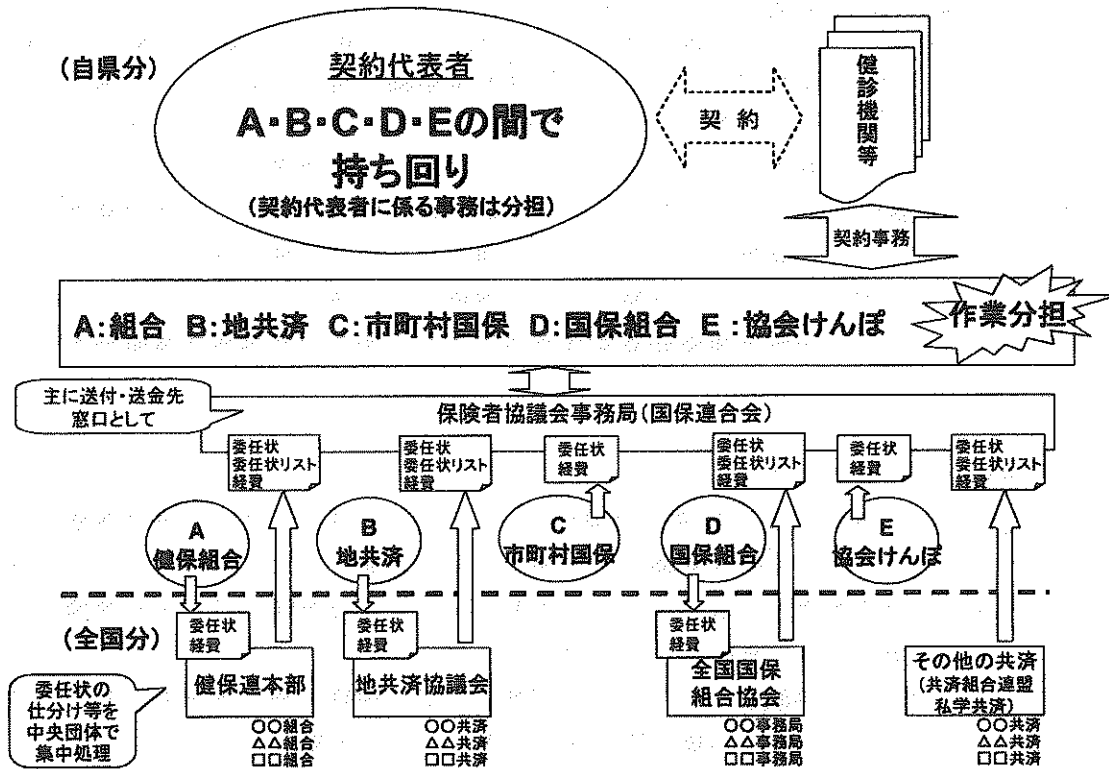 (自県分)
契約代表者
A・B・C・D・Eの間で
持ち回り
(契約代表者に係る事務は分担)
契約
健診機関等
契約事務
A:組合 B:地共済 C:市町村国保 D:国保組合 E:協会けんぽ
作業分担
主に送付・送金先
窓口として
保険者協議会事務局(国保連合会)
委任状
委任状リスト
経費
委任状
委任状リスト
経費
委任状
経費
委任状
委任状リスト
経費
委任状
経費
委任状
委任状リスト
経費
A
健保組合
B
地共済
C
市町村国保
D
国保組合
E
協会けんぽ
(全国分)
委任状
経費
委任状
経費
委任状
経費
健保連本部
地共済協議会
全国国保
組合協会
その他の共済
(共済組合連盟
私学共済)
委任状の
仕分け等を
中央団体で
集中処理
○○組合
△△組合
□□組合
○○共済
△△共済
□□共済
○○事務局
△△事務局
□□事務局
○○共済
△△共済
□□共済